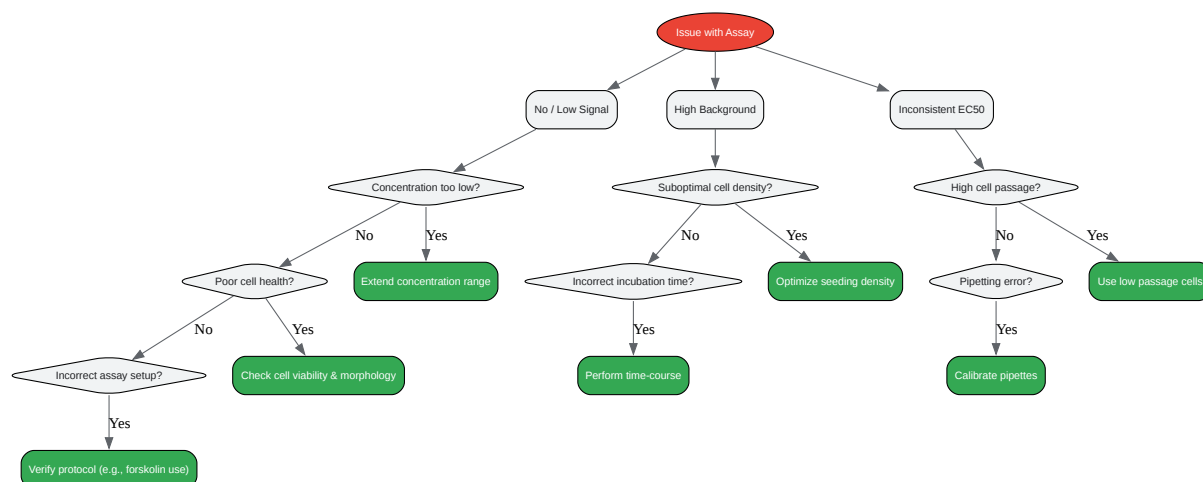 Issue with Assay
No / Low Signal
High Background
Inconsistent EC50
Concentration too low?
Suboptimal cell density?
High cell passage?
No
Yes
No
Yes
No
Yes
Poor cell health?
Extend concentration range
Incorrect incubation time?
Optimize seeding density
Pipetting error?
Use low passage cells
No
Yes
Yes
Yes
Incorrect assay setup?
Check cell viability & morphology
Perform time-course
Calibrate pipettes
Yes
Verify protocol (e.g., forskolin use)